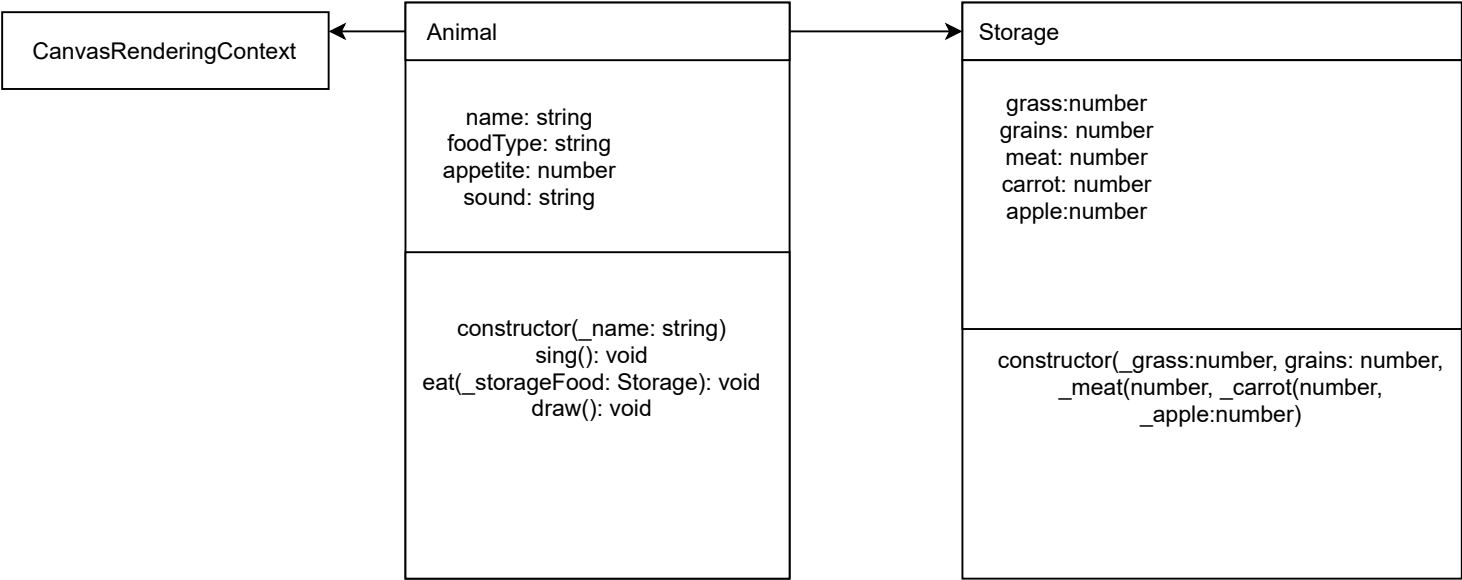 CanvasRenderingContext
Animal
name: string
foodType: string
appetite: number
sound: string
constructor(_name: string)
sing(): void
eat(_storageFood: Storage): void
draw(): void
Storage
grass:number
grains: number
meat: number
carrot: number
apple:number
constructor(_grass:number, grains: number,
_meat(number, _carrot(number,
_apple:number)